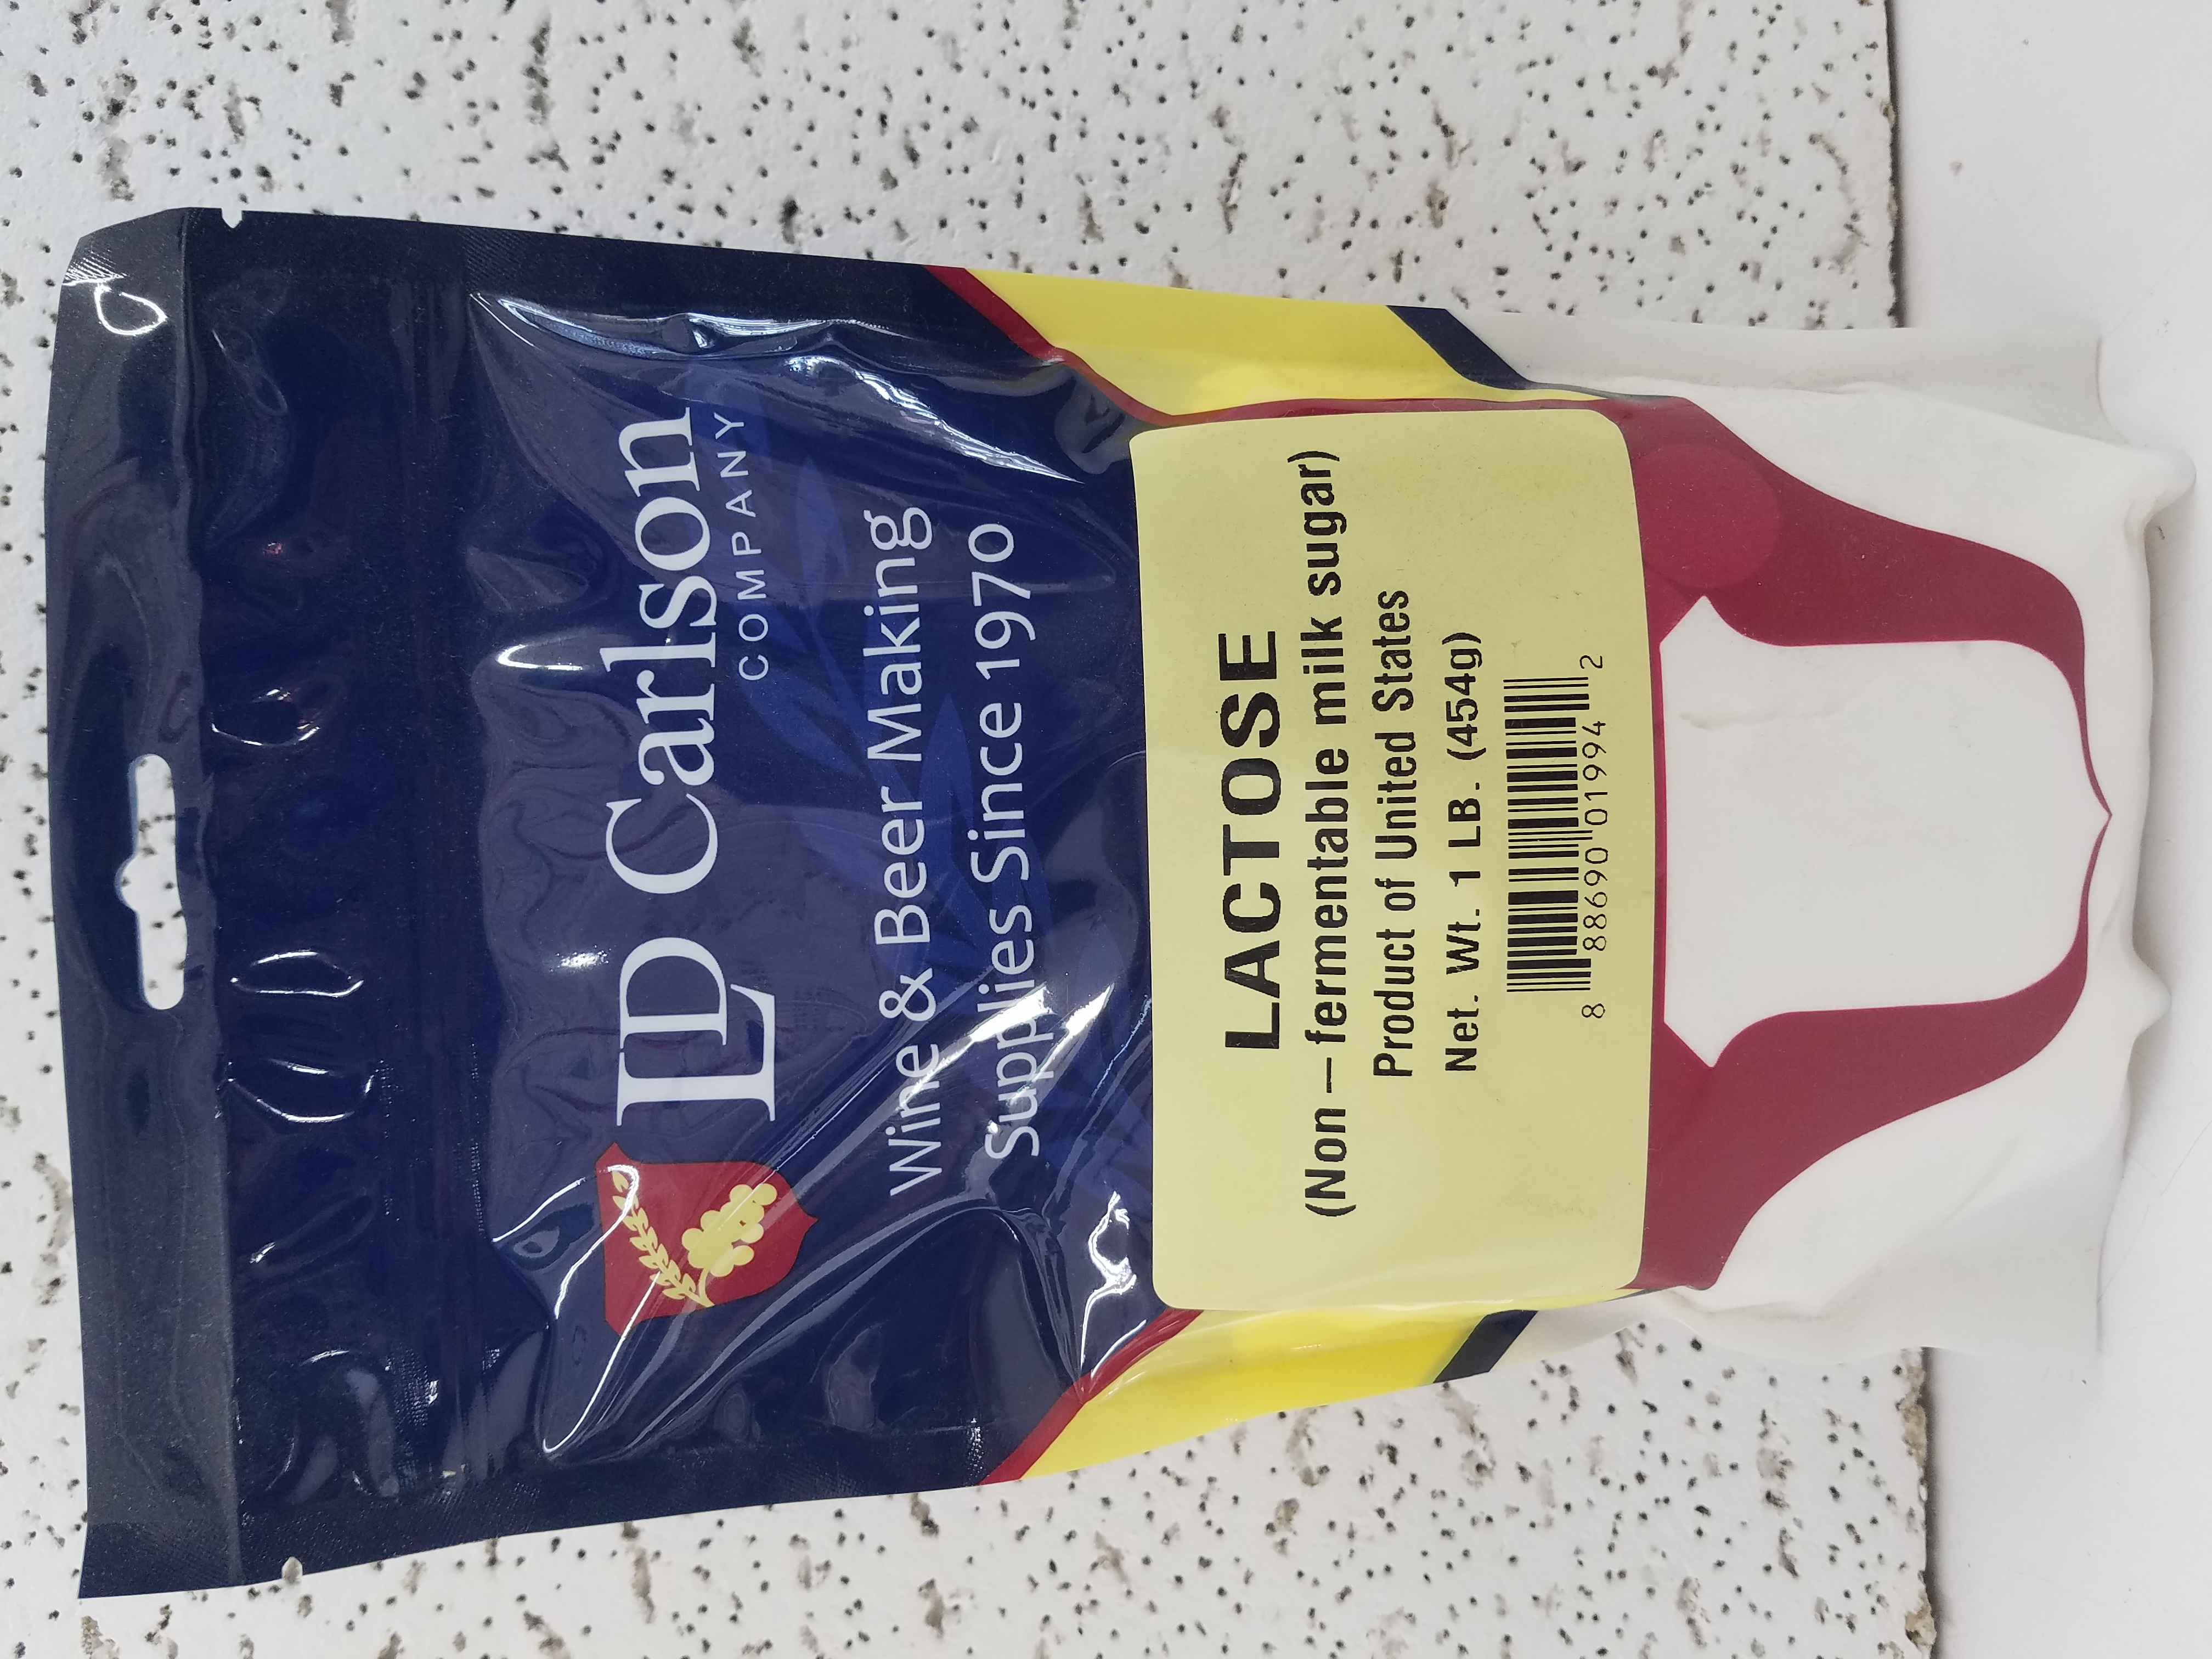 LD Carlson
COMPANY
Wine & Beer Making
Supplies Since 1970
LACTOSE
(Non-fermentable milk sugar)
Product of United States
Net. Wt. 1 LB. (454g)
8 88690 01994 2